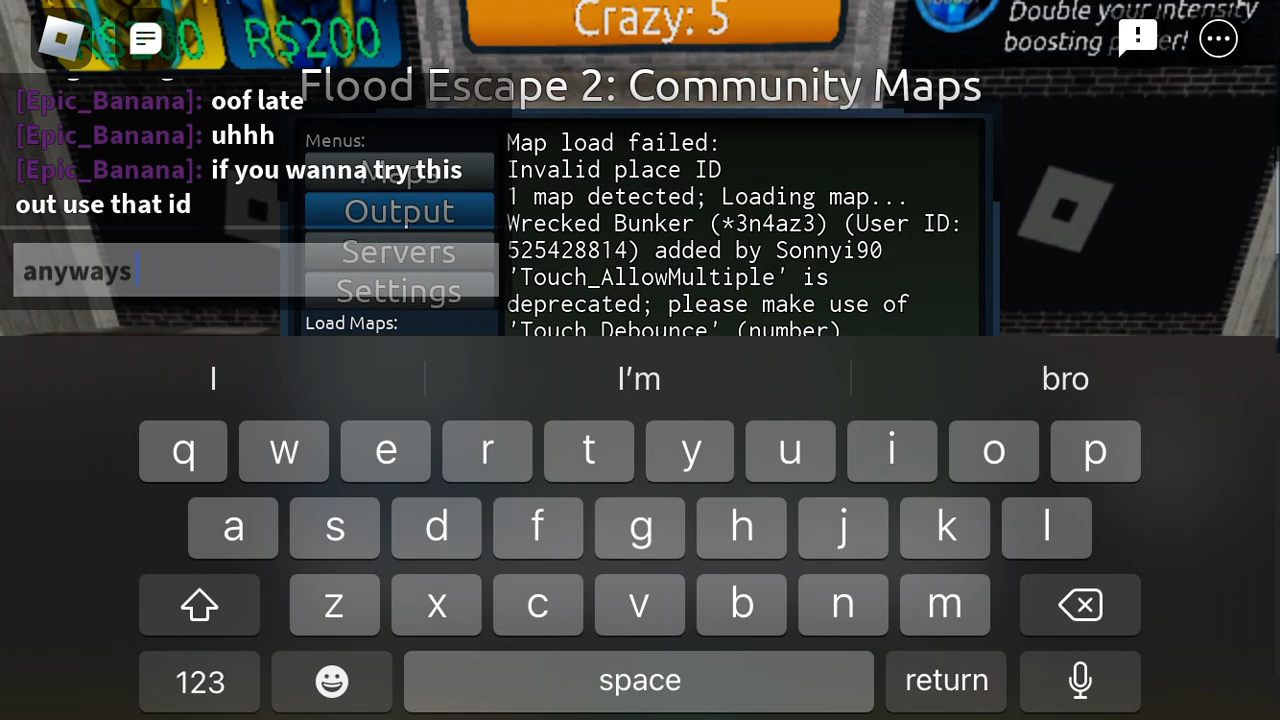 R$200
Crazy: 5
Double your intensity
boosting power!
Flood Escape 2: Community Maps
[Epic_Banana]: oof late
[Epic_Banana]: uhhh
[Epic_Banana]: if you wanna try this
out use that id
anyways
Menus:
Maps
Output
Servers
Settings
Load Maps:
Map load failed:
Invalid place ID
1 map detected; Loading map...
Wrecked Bunker (*3n4az3) (User ID:
525428814) added by Sonnyi90
'Touch_AllowMultiple' is
deprecated; please make use of
'Touch_Debounce' (number)
I I'm bro
q w e r t y u i o p
a s d f g h j k l
z x c v b n m
123 space return